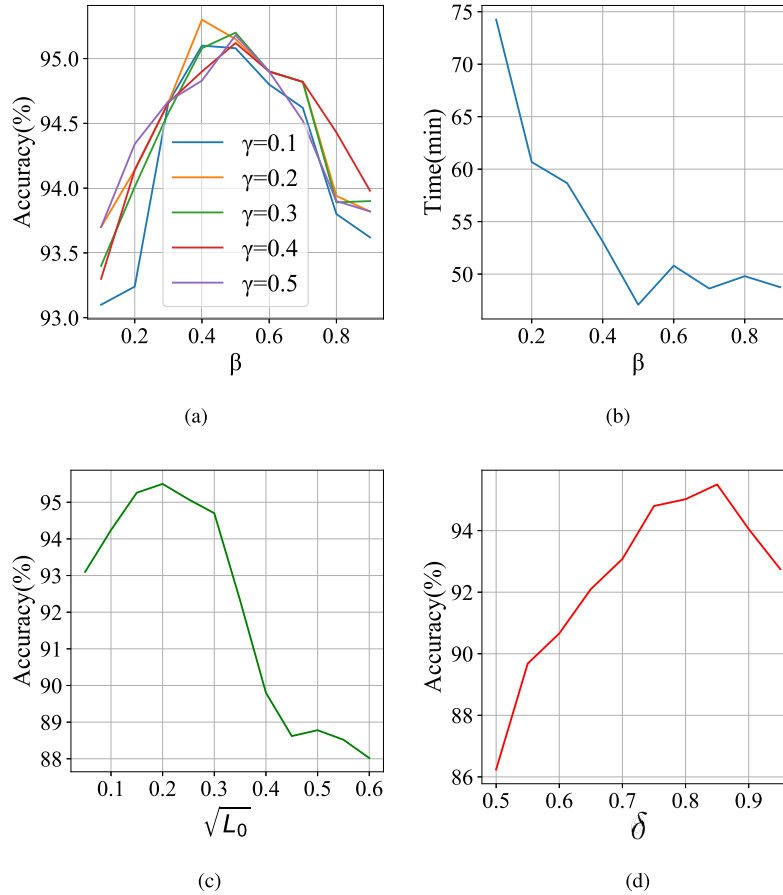 95.0
94.5
94.0
93.5
93.0
Accuracy(%)
0.2 0.4 0.6 0.8
β
γ=0.1
γ=0.2
γ=0.3
γ=0.4
γ=0.5
(a)
75
70
65
60
55
50
Time(min)
0.2 0.4 0.6 0.8
β
(b)
95
94
93
92
91
90
89
88
Accuracy(%)
0.1 0.2 0.3 0.4 0.5 0.6
√L₀
(c)
94
92
90
88
86
Accuracy(%)
0.5 0.6 0.7 0.8 0.9
δ
(d)